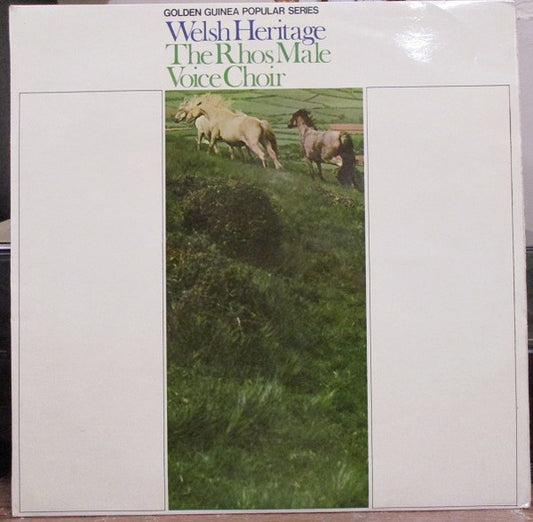 GOLDEN GUINEA POPULAR SERIES
Welsh Heritage
The Rhos Male
Voice Choir